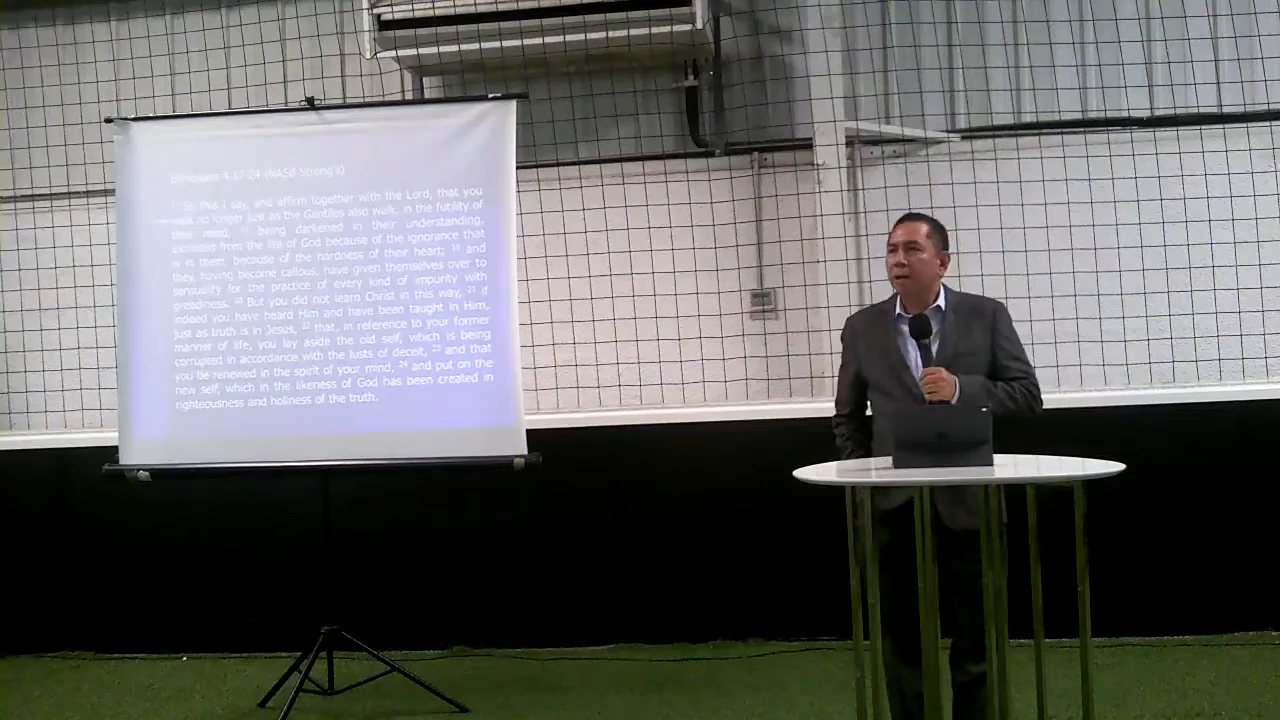 Ephesians 4:17-24 (NASB Strong's)
17 So this I say, and affirm together with the Lord, that you
walk no longer just as the Gentiles also walk, in the futility of
their mind, 18 being darkened in their understanding,
excluded from the life of God because of the ignorance that
is in them, because of the hardness of their heart; 19 and
they, having become callous, have given themselves over to
sensuality for the practice of every kind of impurity with
greediness. 20 But you did not learn Christ in this way, 21 if
indeed you have heard Him and have been taught in Him,
just as truth is in Jesus, 22 that, in reference to your former
manner of life, you lay aside the old self, which is being
corrupted in accordance with the lusts of deceit, 23 and that
you be renewed in the spirit of your mind, 24 and put on the
new self, which in the likeness of God has been created in
righteousness and holiness of the truth.